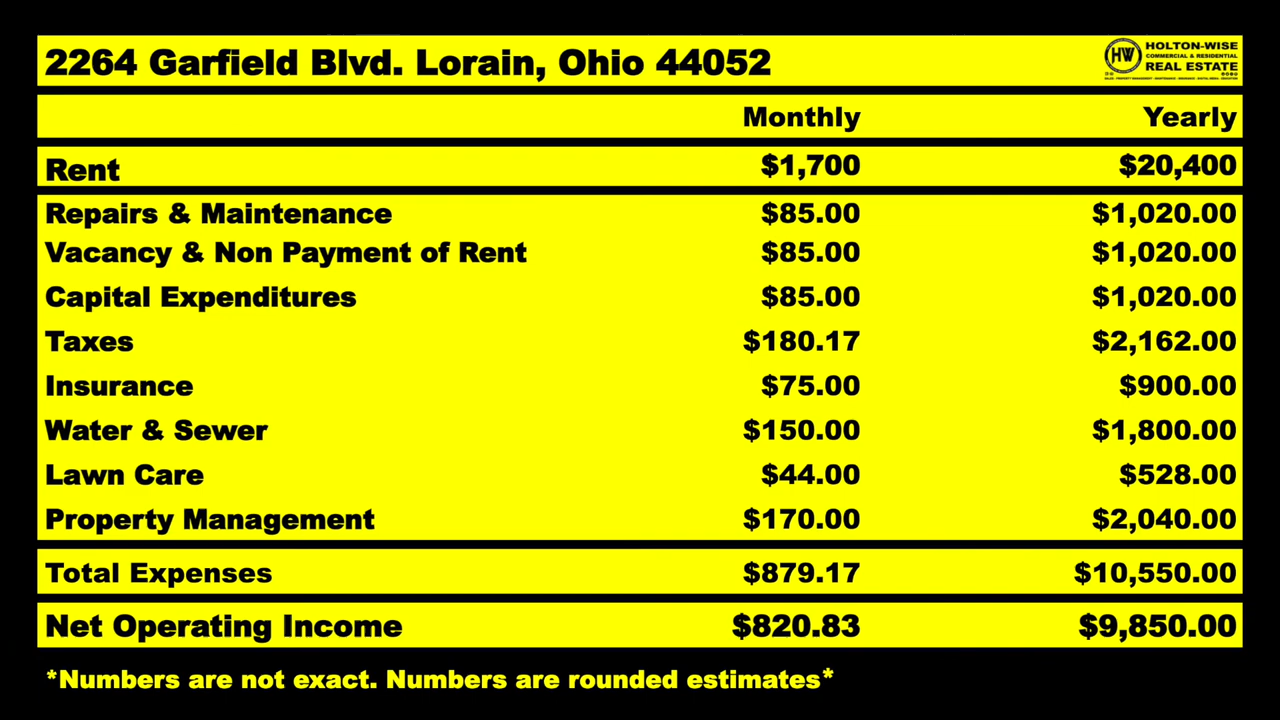 2264 Garfield Blvd. Lorain, Ohio 44052
HW
HOLTON-WISE
COMMERCIAL & RESIDENTIAL
REAL ESTATE
Monthly Yearly
Rent $1,700 $20,400
Repairs & Maintenance $85.00 $1,020.00
Vacancy & Non Payment of Rent $85.00 $1,020.00
Capital Expenditures $85.00 $1,020.00
Taxes $180.17 $2,162.00
Insurance $75.00 $900.00
Water & Sewer $150.00 $1,800.00
Lawn Care $44.00 $528.00
Property Management $170.00 $2,040.00
Total Expenses $879.17 $10,550.00
Net Operating Income $820.83 $9,850.00
*Numbers are not exact. Numbers are rounded estimates*